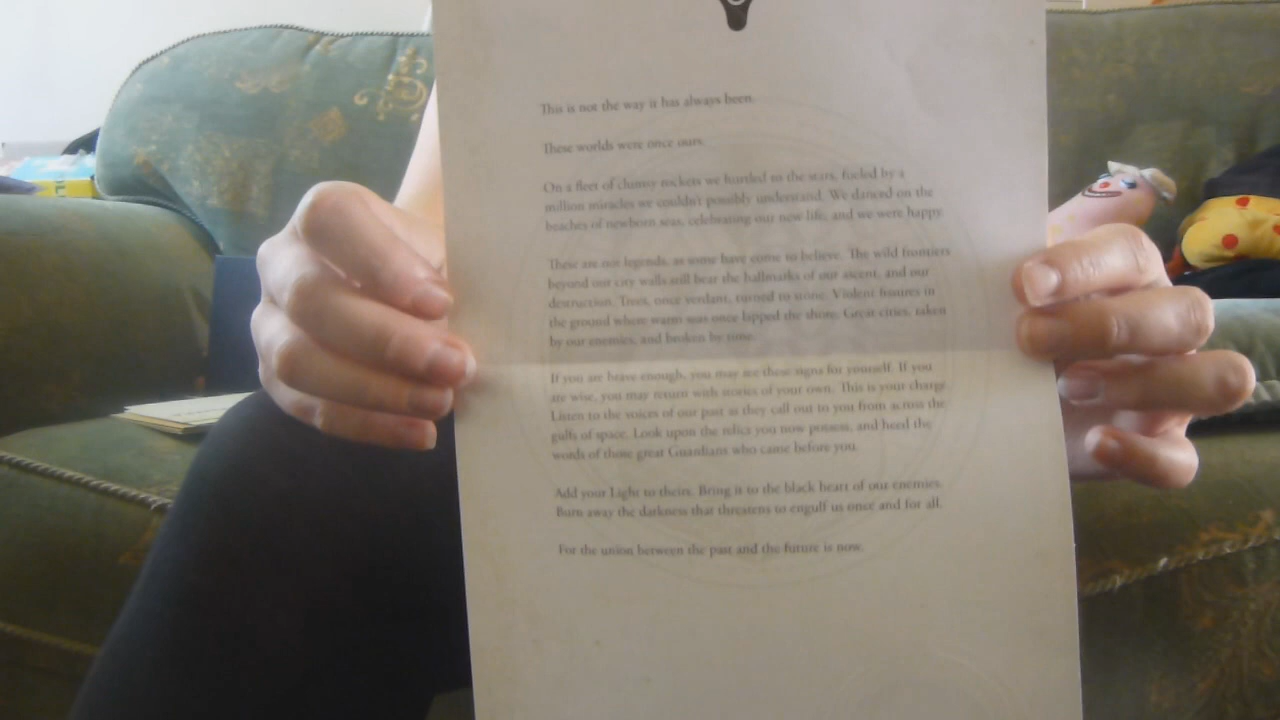 This is not the way it has always been.
These worlds were once ours.
On a fleet of clumsy rockets we hurtled to the stars, fueled by a
million miracles we couldn't possibly understand. We danced on the
beaches of newborn seas, celebrating our new life, and we were happy.
These are not legends, as some have come to believe. The wild frontiers
beyond our city walls still bear the hallmarks of our ascent, and our
destruction. Trees, once verdant, turned to stone. Violent fissures in
the ground where warm seas once lapped the shore. Great cities, taken
by our enemies, and broken by time.
If you are brave enough, you may see these signs for yourself. If you
are wise, you may return with stories of your own. This is your charge.
Listen to the voices of our past as they call out to you from across the
gulfs of space. Look upon the relics you now possess, and heed the
words of those great Guardians who came before you.
Add your Light to theirs. Bring it to the black heart of our enemies.
Burn away the darkness that threatens to engulf us once and for all.
For the union between the past and the future is now.